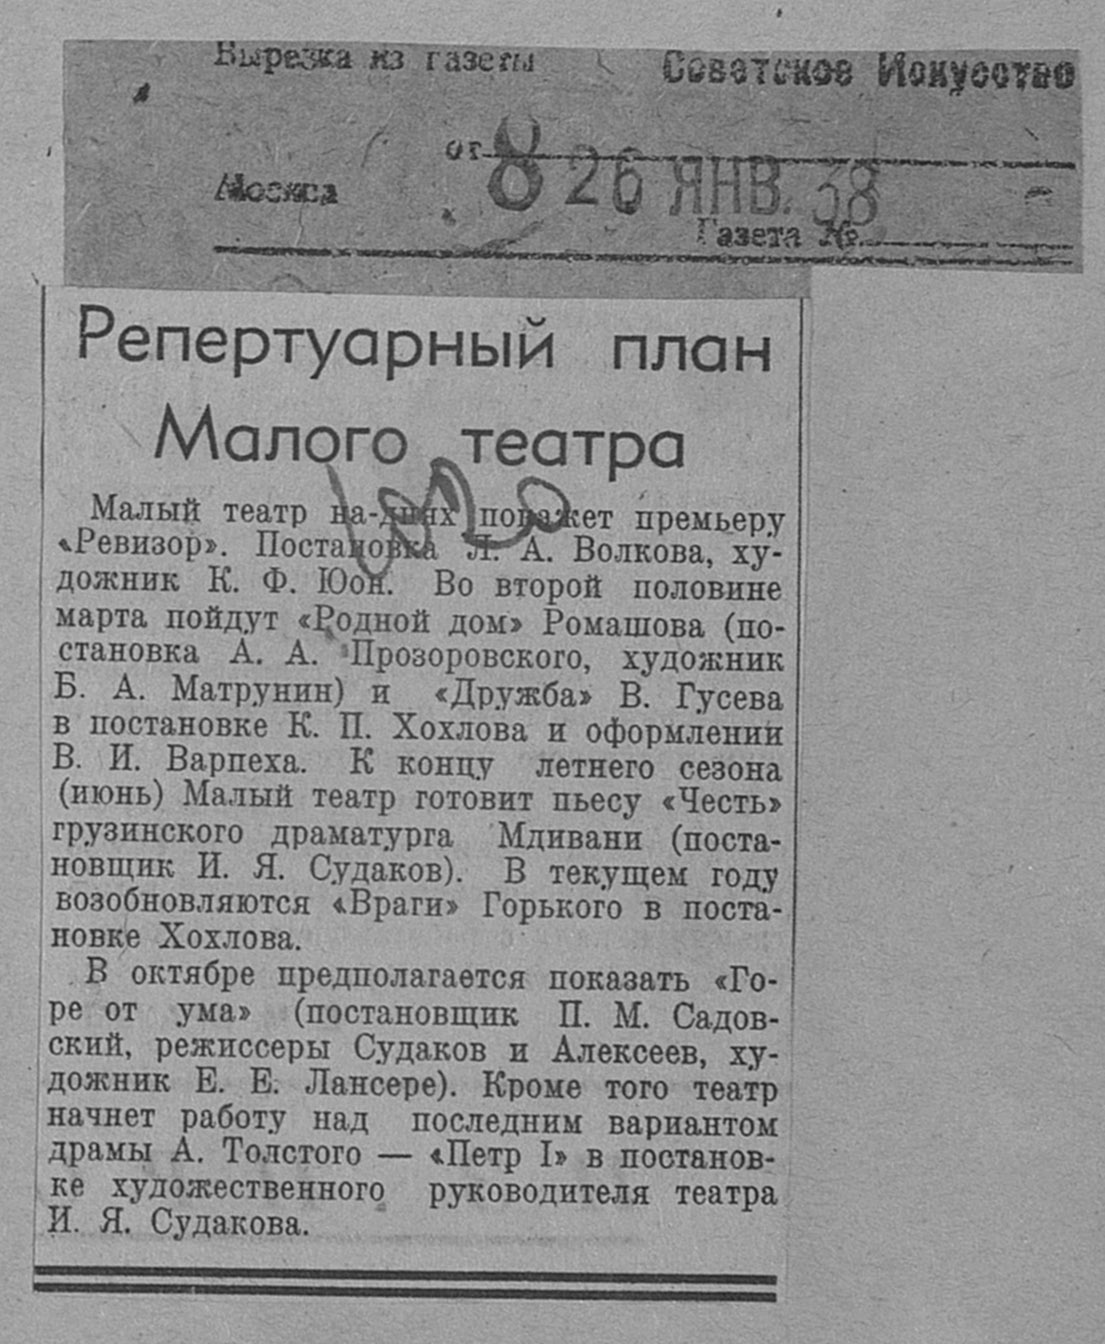 Вырезка из газеты Советское Искусство
от 8 26 ЯНВ. 38
Москва
Газета №
Репертуарный план
Малого театра
Малый театр на-днях покажет премьеру
«Ревизор». Постановка Л. А. Волкова, ху-
дожник К. Ф. Юон. Во второй половине
марта пойдут «Родной дом» Ромашова (по-
становка А. А. Прозоровского, художник
Б. А. Матрунин) и «Дружба» В. Гусева
в постановке К. П. Хохлова и оформлении
В. И. Варпеха. К концу летнего сезона
(июнь) Малый театр готовит пьесу «Честь»
грузинского драматурга Мдивани (поста-
новщик И. Я. Судаков). В текущем году
возобновляются «Враги» Горького в поста-
новке Хохлова.
В октябре предполагается показать «Го-
ре от ума» (постановщик П. М. Садов-
ский, режиссеры Судаков и Алексеев, ху-
дожник Е. Е. Лансере). Кроме того театр
начнет работу над последним вариантом
драмы А. Толстого — «Петр I» в постанов-
ке художественного руководителя театра
И. Я. Судакова.